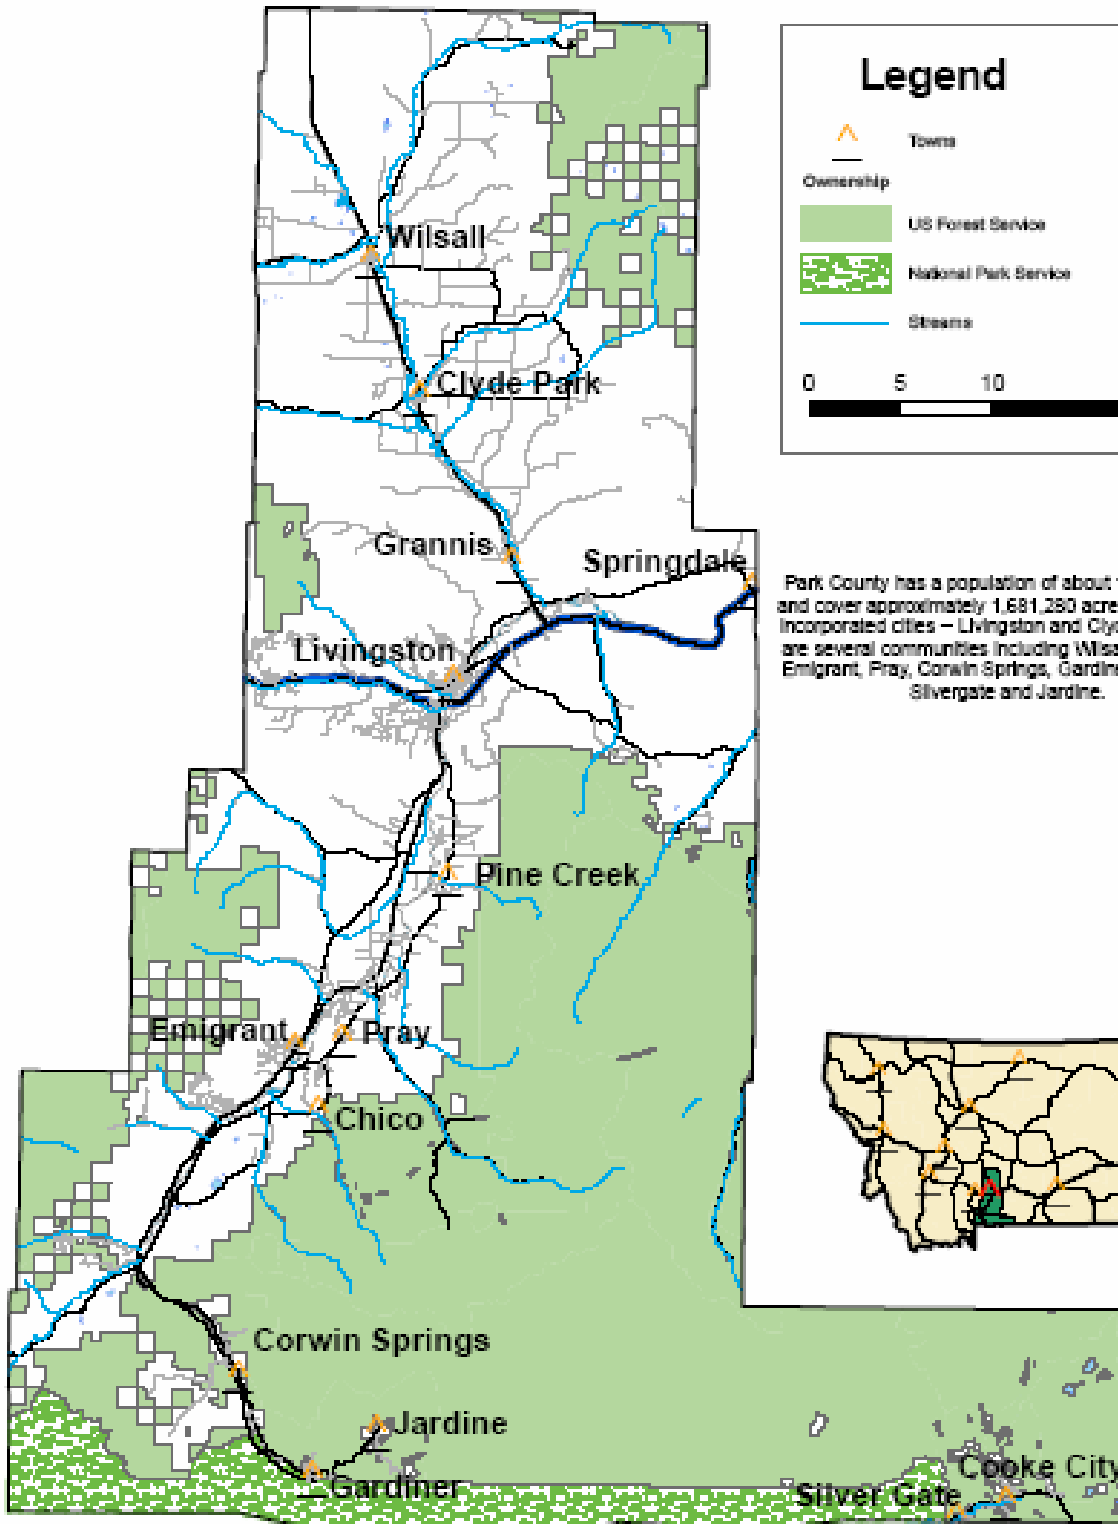 Legend
Towns
Ownership
US Forest Service
National Park Service
Streams
0 5 10
Wilsall
Clyde Park
Grannis
Springdale
Park County has a population of about
and cover approximately 1,681,280 acre
incorporated cities – Livingston and Clyd
are several communities including Wilsa
Emigrant, Pray, Corwin Springs, Gardine
Silvergate and Jardine.
Livingston
Pine Creek
Emigrant
Pray
Chico
Corwin Springs
Jardine
Gardiner
Cooke City
Silver Gate